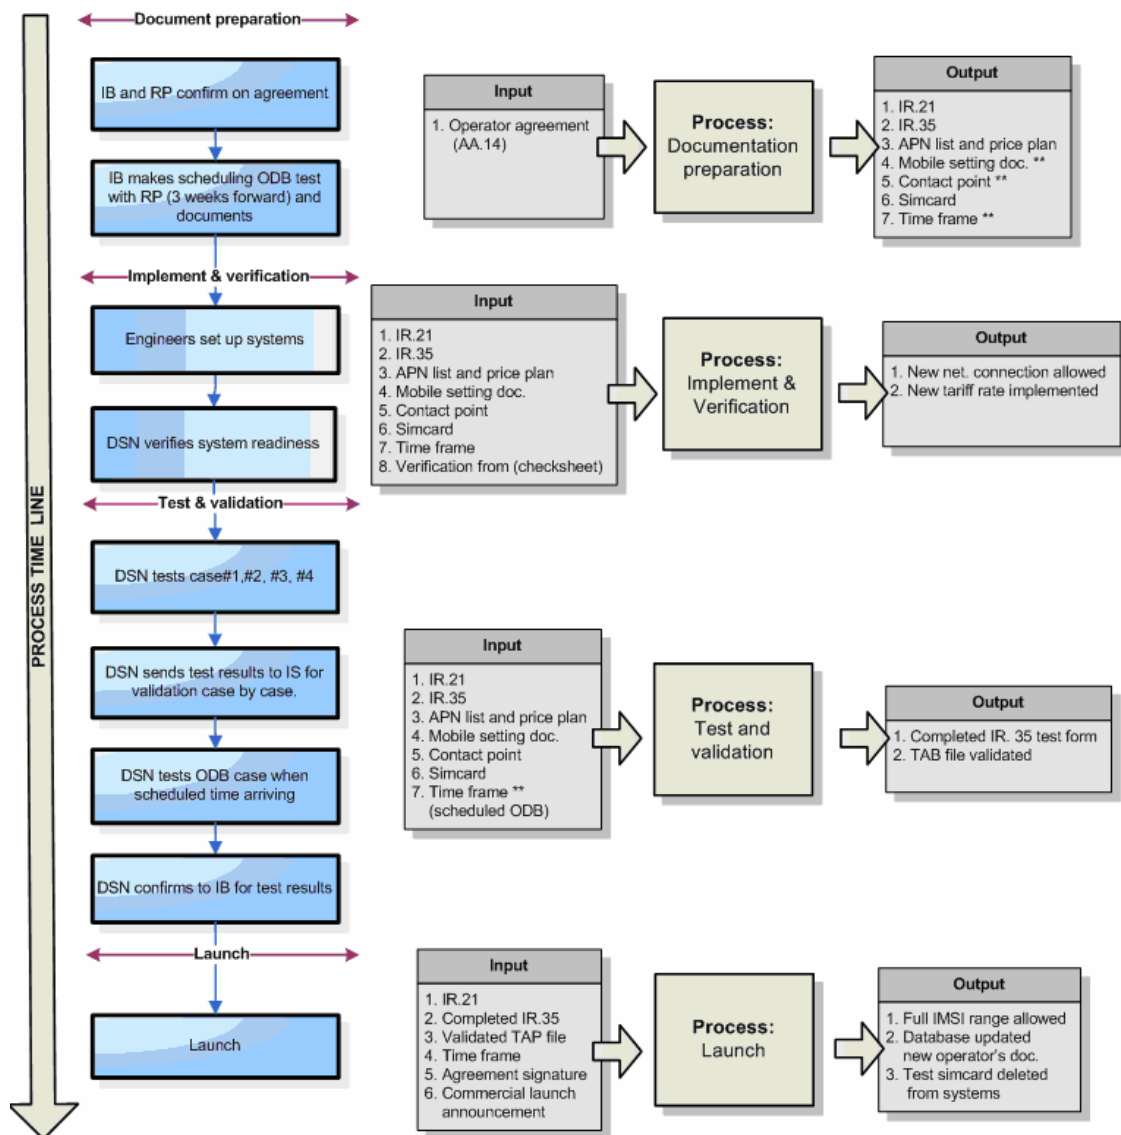 Document preparation
IB and RP confirm on agreement
IB makes scheduling ODB test
with RP (3 weeks forward) and
documents
Input
1. Operator agreement
(AA.14)
Process:
Documentation
preparation
Output
1. IR.21
2. IR.35
3. APN list and price plan
4. Mobile setting doc. **
5. Contact point **
6. Simcard
7. Time frame **
Implement & verification
Engineers set up systems
DSN verifies system readiness
Input
1. IR.21
2. IR.35
3. APN list and price plan
4. Mobile setting doc.
5. Contact point
6. Simcard
7. Time frame
8. Verification from (checksheet)
Process:
Implement &
Verification
Output
1. New net. connection allowed
2. New tariff rate implemented
Test & validation
DSN tests case#1,#2, #3, #4
DSN sends test results to IS for
validation case by case.
DSN tests ODB case when
scheduled time arriving
DSN confirms to IB for test results
Input
1. IR.21
2. IR.35
3. APN list and price plan
4. Mobile setting doc.
5. Contact point
6. Simcard
7. Time frame **
(scheduled ODB)
Process:
Test and
validation
Output
1. Completed IR. 35 test form
2. TAB file validated
Launch
Launch
Input
1. IR.21
2. Completed IR.35
3. Validated TAP file
4. Time frame
5. Agreement signature
6. Commercial launch
announcement
Process:
Launch
Output
1. Full IMSI range allowed
2. Database updated
new operator's doc.
3. Test simcard deleted
from systems
PROCESS TIME LINE